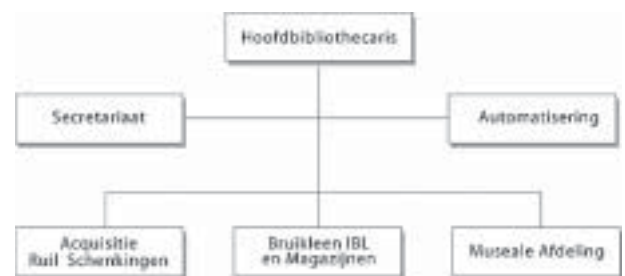 Hoofdbibliothecaris
Secretariaat
Automatisering
Acquisitie
Ruil Schenkingen
Bruikleen IBL
en Magazijnen
Museale Afdeling